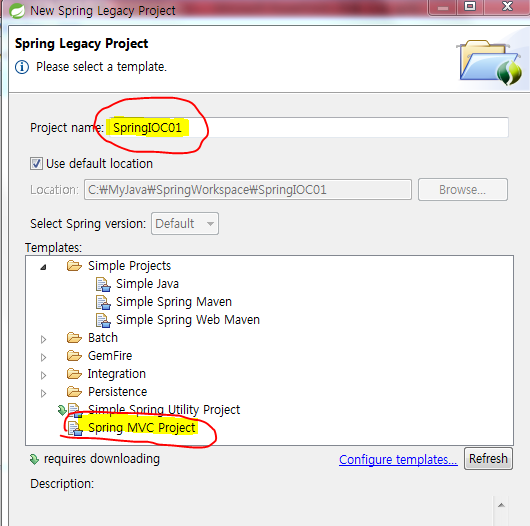 New Spring Legacy Project
Spring Legacy Project
Please select a template.
Project name: SpringIOC01
Use default location
Location: C:₩MyJava₩SpringWorkspace₩SpringIOC01 Browse...
Select Spring version: Default
Templates:
Simple Projects
Simple Java
Simple Spring Maven
Simple Spring Web Maven
Batch
GemFire
Integration
Persistence
Simple Spring Utility Project
Spring MVC Project
requires downloading Configure templates... Refresh
Description: